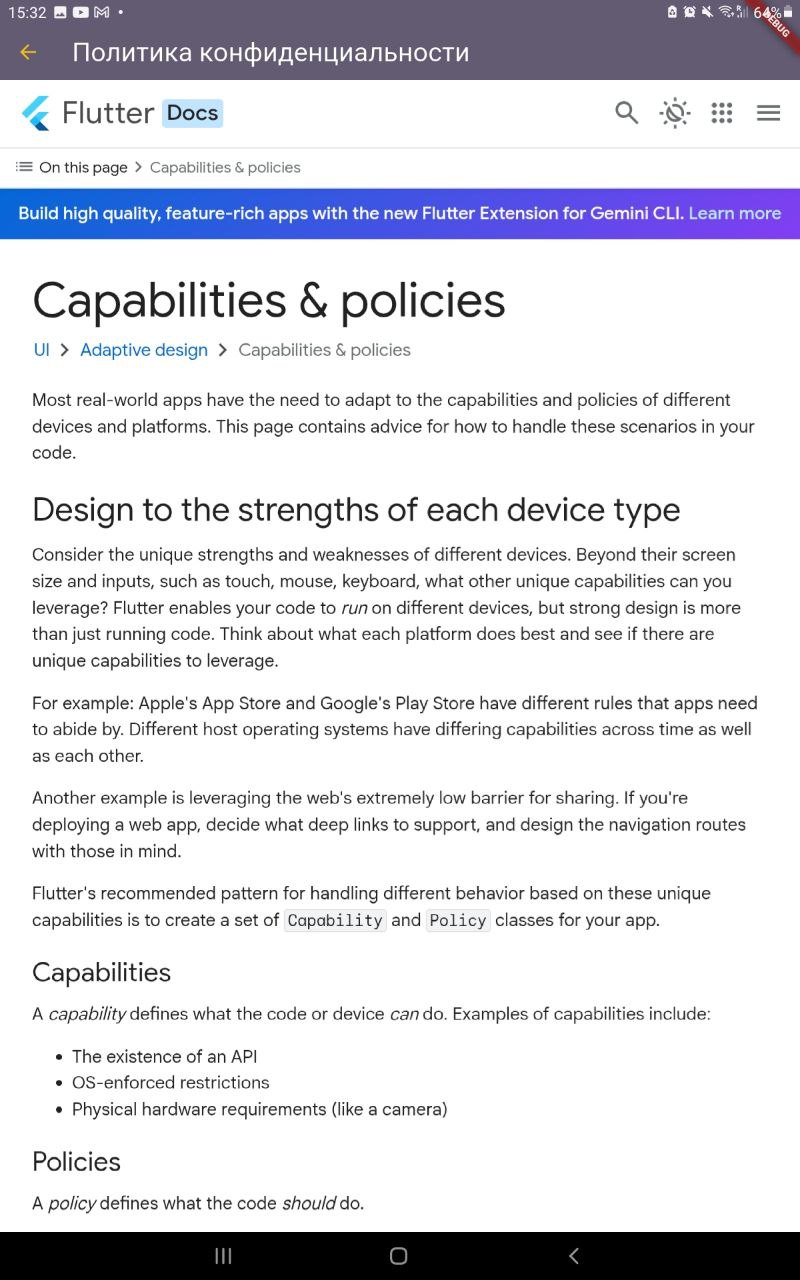 15:32
64%
DEBUG
Политика конфиденциальности
Flutter Docs
On this page > Capabilities & policies
Build high quality, feature-rich apps with the new Flutter Extension for Gemini CLI. Learn more
Capabilities & policies
UI > Adaptive design > Capabilities & policies
Most real-world apps have the need to adapt to the capabilities and policies of different
devices and platforms. This page contains advice for how to handle these scenarios in your
code.
Design to the strengths of each device type
Consider the unique strengths and weaknesses of different devices. Beyond their screen
size and inputs, such as touch, mouse, keyboard, what other unique capabilities can you
leverage? Flutter enables your code to run on different devices, but strong design is more
than just running code. Think about what each platform does best and see if there are
unique capabilities to leverage.
For example: Apple's App Store and Google's Play Store have different rules that apps need
to abide by. Different host operating systems have differing capabilities across time as well
as each other.
Another example is leveraging the web's extremely low barrier for sharing. If you're
deploying a web app, decide what deep links to support, and design the navigation routes
with those in mind.
Flutter's recommended pattern for handling different behavior based on these unique
capabilities is to create a set of Capability and Policy classes for your app.
Capabilities
A capability defines what the code or device can do. Examples of capabilities include:
• The existence of an API
• OS-enforced restrictions
• Physical hardware requirements (like a camera)
Policies
A policy defines what the code should do.